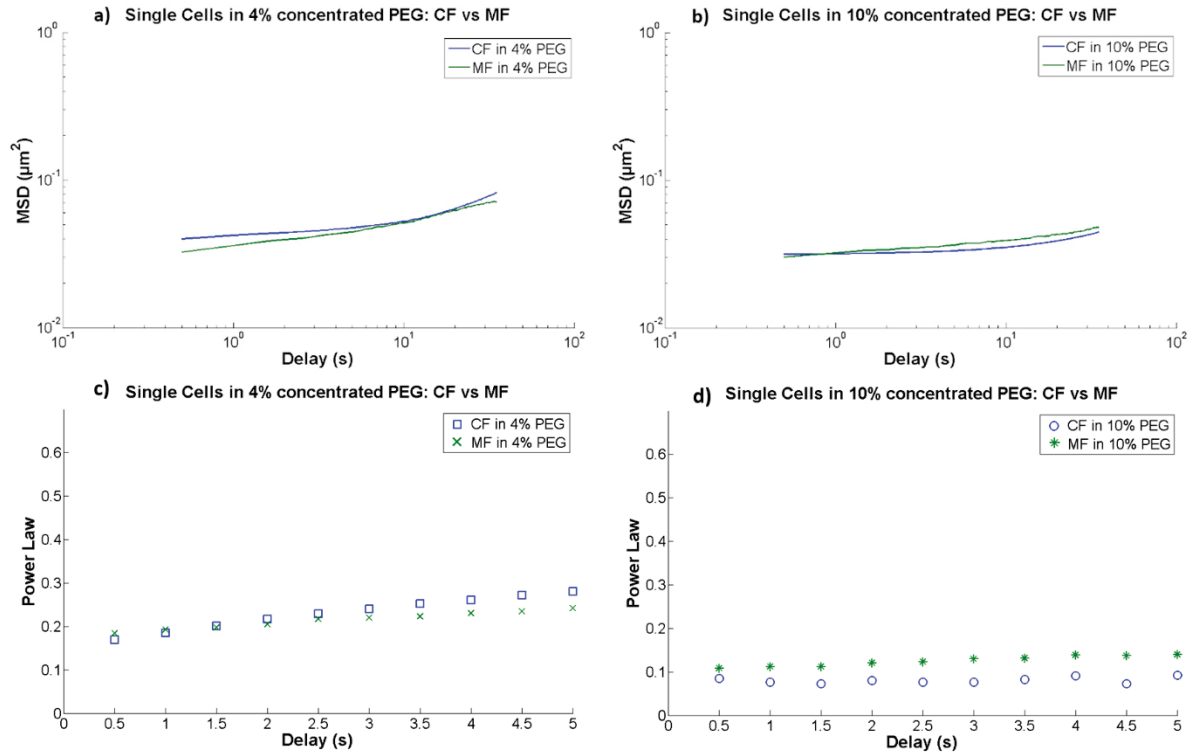 a) Single Cells in 4% concentrated PEG: CF vs MF
10^0
10^-1
10^-2
MSD (µm²)
CF in 4% PEG
MF in 4% PEG
10^-1 10^0 10^1 10^2
Delay (s)
b) Single Cells in 10% concentrated PEG: CF vs MF
10^0
10^-1
10^-2
MSD (µm²)
CF in 10% PEG
MF in 10% PEG
10^-1 10^0 10^1 10^2
Delay (s)
c) Single Cells in 4% concentrated PEG: CF vs MF
0.6
0.5
0.4
0.3
0.2
0.1
0
Power Law
CF in 4% PEG
MF in 4% PEG
0 0.5 1 1.5 2 2.5 3 3.5 4 4.5 5
Delay (s)
d) Single Cells in 10% concentrated PEG: CF vs MF
0.6
0.5
0.4
0.3
0.2
0.1
0
Power Law
CF in 10% PEG
MF in 10% PEG
0 0.5 1 1.5 2 2.5 3 3.5 4 4.5 5
Delay (s)